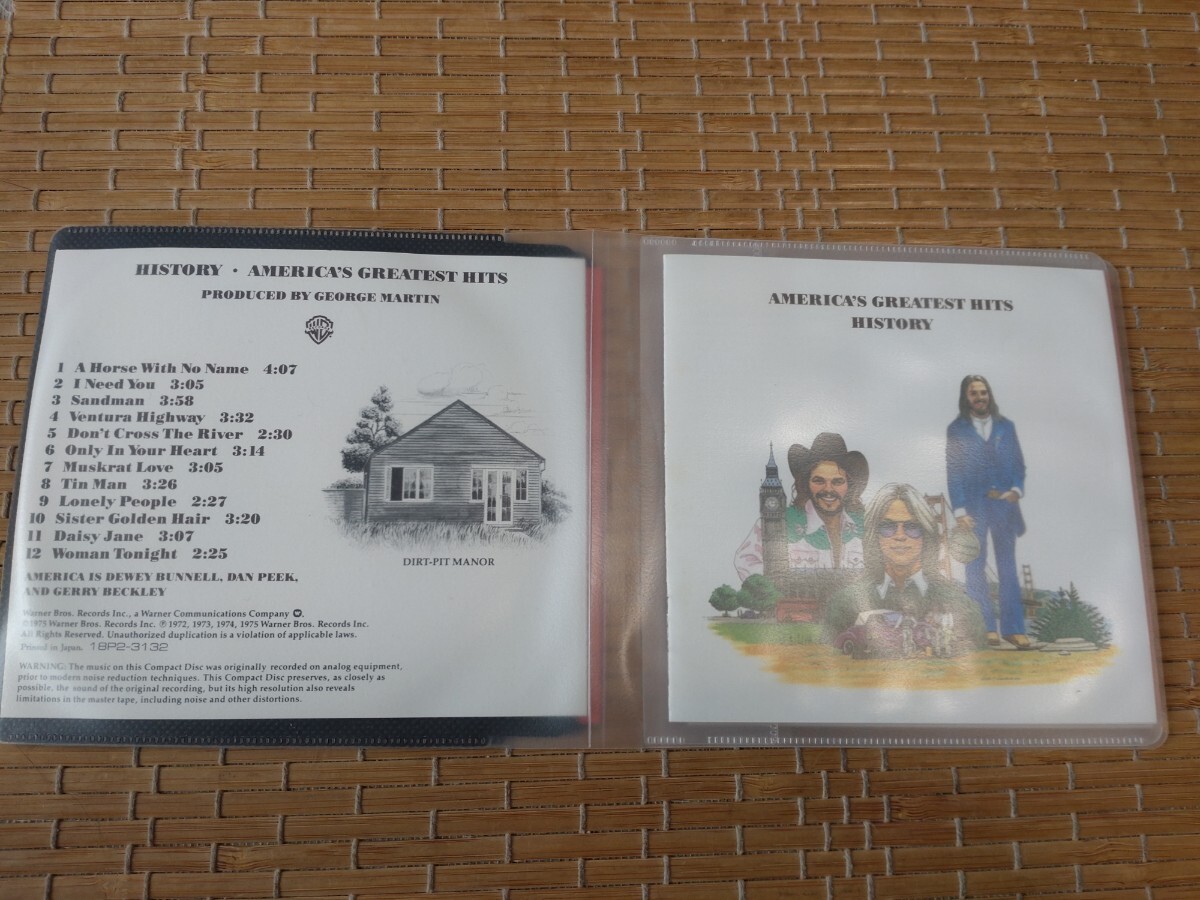 HISTORY • AMERICA'S GREATEST HITS
PRODUCED BY GEORGE MARTIN
1 A Horse With No Name 4:07
2 I Need You 3:05
3 Sandman 3:58
4 Ventura Highway 3:32
5 Don't Cross The River 2:30
6 Only In Your Heart 3:14
7 Muskrat Love 3:05
8 Tin Man 3:26
9 Lonely People 2:27
10 Sister Golden Hair 3:20
11 Daisy Jane 3:07
12 Woman Tonight 2:25
DIRT-PIT MANOR
AMERICA IS DEWEY BUNNELL, DAN PEEK,
AND GERRY BECKLEY
Warner Bros. Records Inc., a Warner Communications Company
©1975 Warner Bros. Records Inc. ℗ 1972, 1973, 1974, 1975 Warner Bros. Records Inc.
All Rights Reserved. Unauthorized duplication is a violation of applicable laws.
Printed in Japan. 18P2-3132
WARNING: The music on this Compact Disc was originally recorded on analog equipment,
prior to modern noise reduction techniques. This Compact Disc preserves, as closely as
possible, the sound of the original recording, but its high resolution also reveals
limitations in the master tape, including noise and other distortions.
AMERICA'S GREATEST HITS
HISTORY